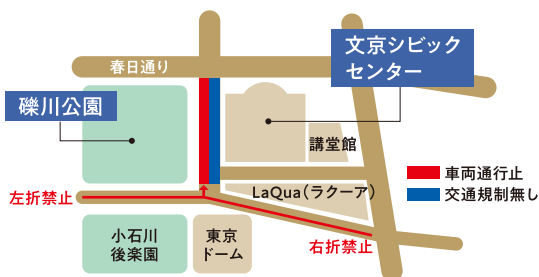 春日通り
文京シビック
センター
礫川公園
講堂館
車両通行止
交通規制無し
LaQua（ラクーア）
左折禁止
右折禁止
小石川
後楽園
東京
ドーム